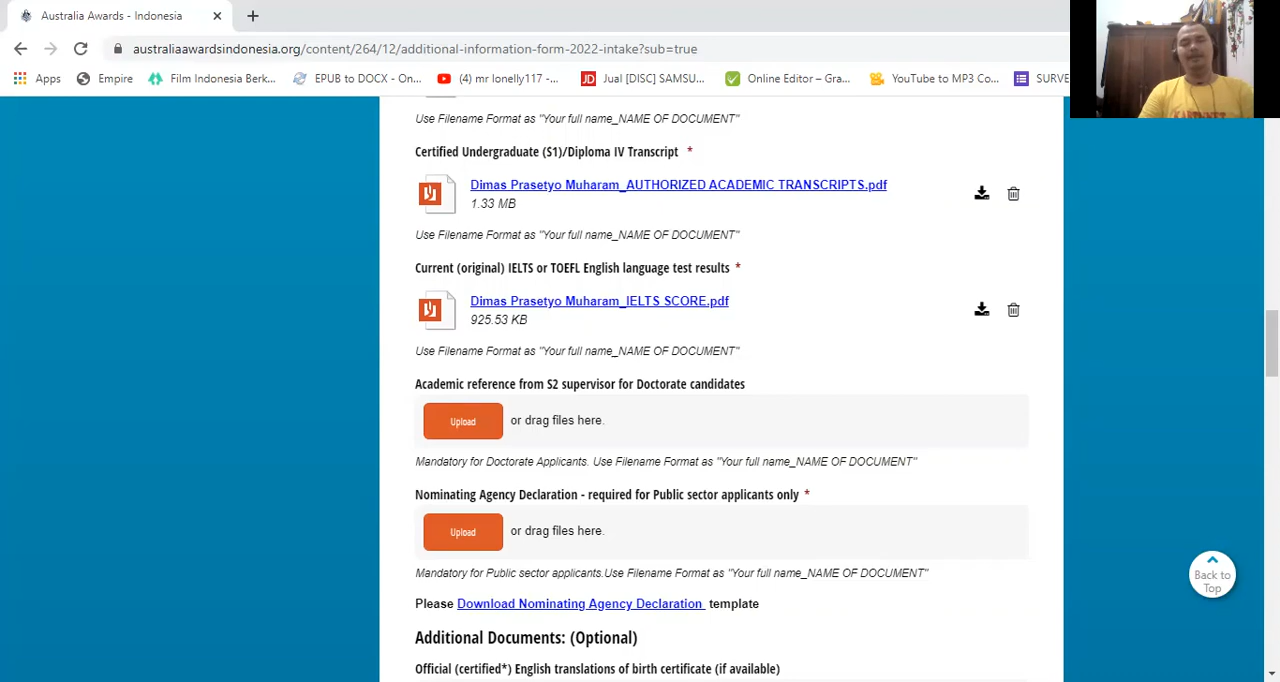 Australia Awards - Indonesia
australiaawardsindonesia.org/content/264/12/additional-information-form-2022-intake?sub=true
Apps Empire Film Indonesia Berk... EPUB to DOCX - On... (4) mr lonelly117 -... Jual [DISC] SAMSU... Online Editor – Gra... YouTube to MP3 Co... SURVE
Use Filename Format as "Your full name_NAME OF DOCUMENT"
Certified Undergraduate (S1)/Diploma IV Transcript *
Dimas Prasetyo Muharam_AUTHORIZED ACADEMIC TRANSCRIPTS.pdf
1.33 MB
Use Filename Format as "Your full name_NAME OF DOCUMENT"
Current (original) IELTS or TOEFL English language test results *
Dimas Prasetyo Muharam_IELTS SCORE.pdf
925.53 KB
Use Filename Format as "Your full name_NAME OF DOCUMENT"
Academic reference from S2 supervisor for Doctorate candidates
Upload or drag files here.
Mandatory for Doctorate Applicants. Use Filename Format as "Your full name_NAME OF DOCUMENT"
Nominating Agency Declaration - required for Public sector applicants only *
Upload or drag files here.
Mandatory for Public sector applicants.Use Filename Format as "Your full name_NAME OF DOCUMENT"
Please Download Nominating Agency Declaration template
Additional Documents: (Optional)
Official (certified*) English translations of birth certificate (if available)
Back to
Top